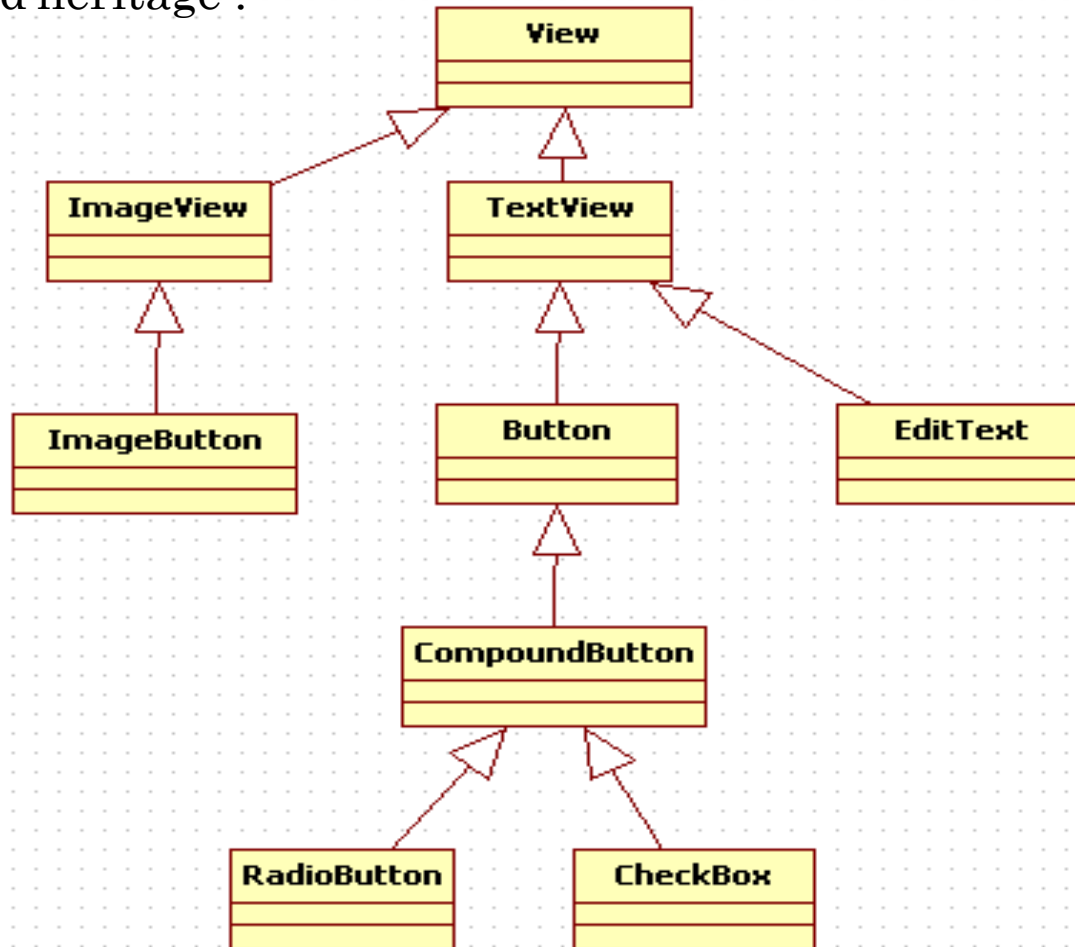 d'héritage :
View
ImageView
TextView
ImageButton
Button
EditText
CompoundButton
RadioButton
CheckBox